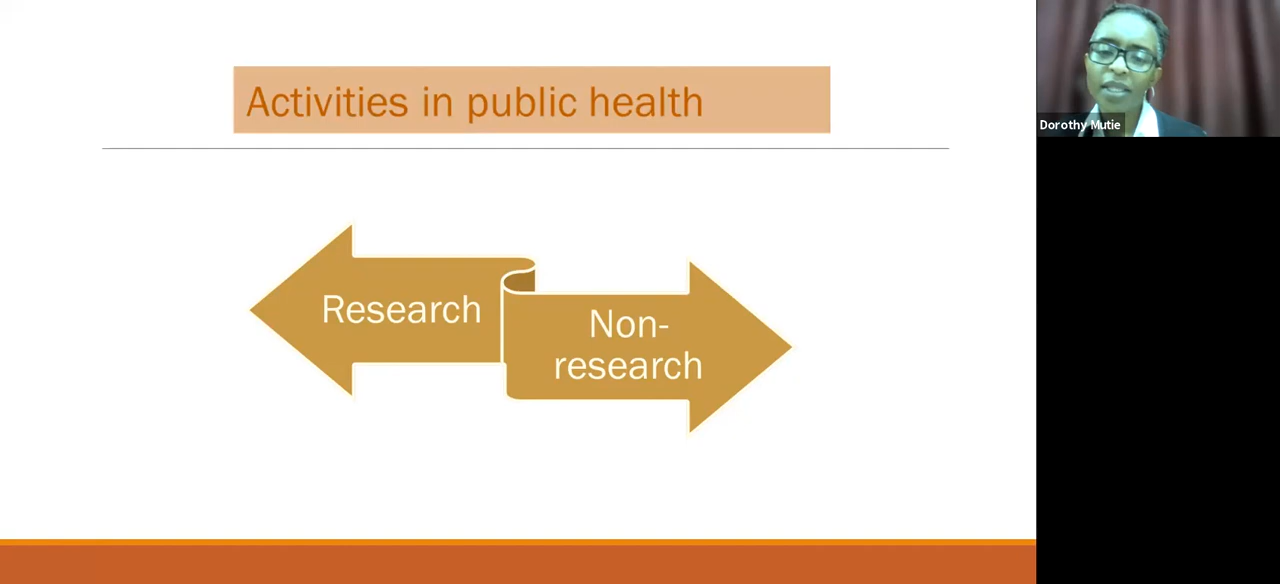 Activities in public health
Research
Non-
research
Dorothy Mutie